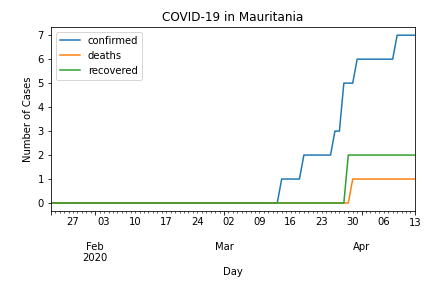 COVID-19 in Mauritania
confirmed
deaths
recovered
Number of Cases
7
6
5
4
3
2
1
0
27 03 10 17 24 02 09 16 23 30 06 13
Feb Mar Apr
2020
Day